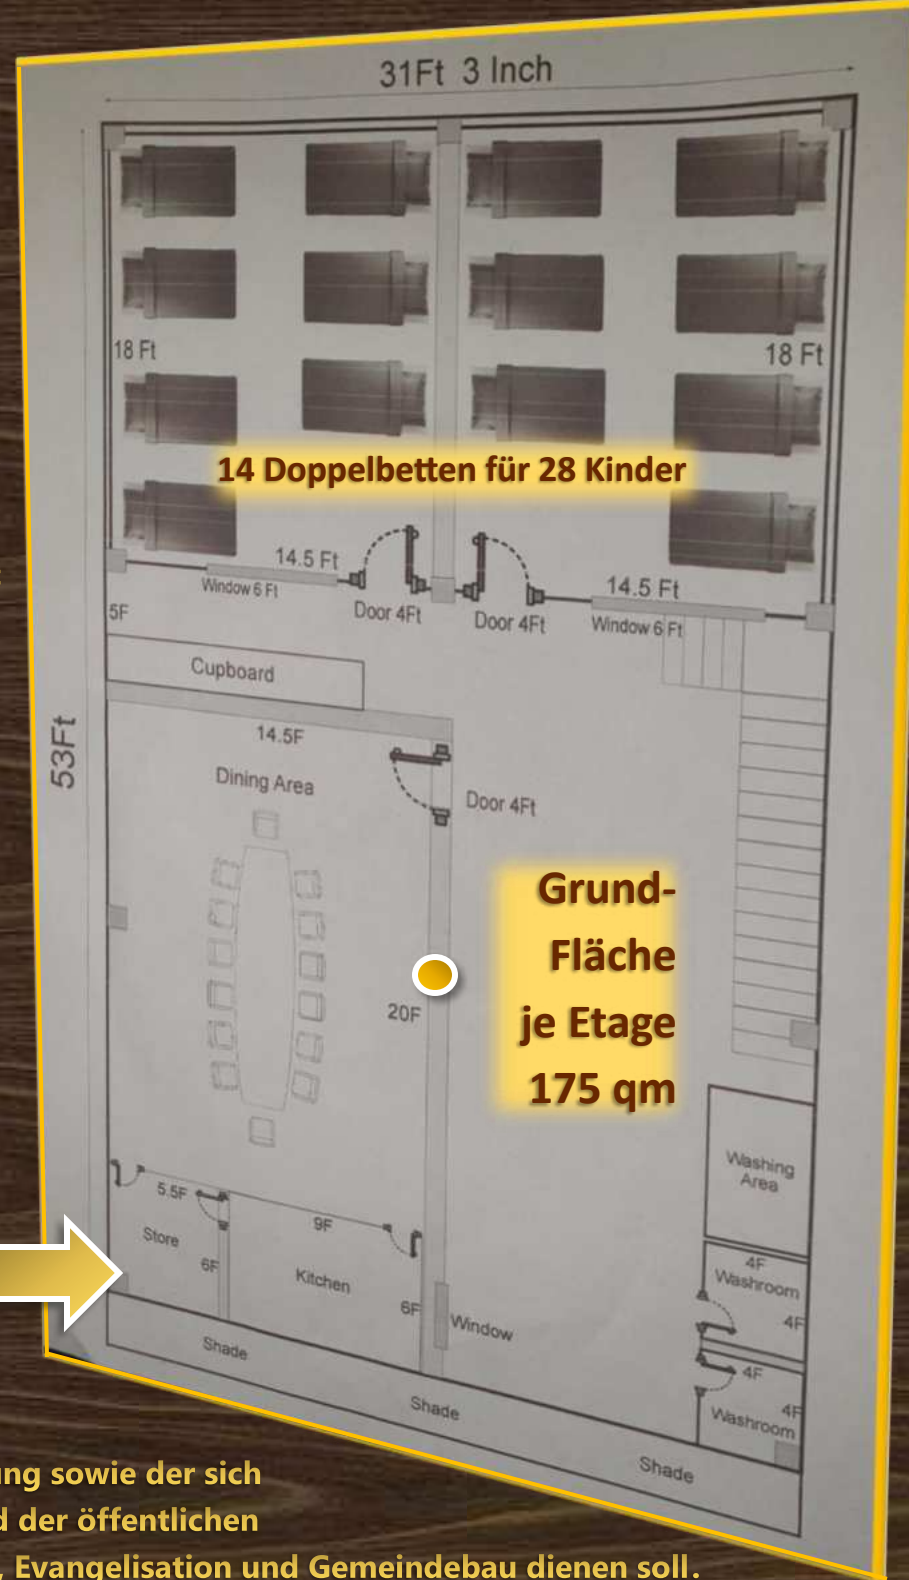 31Ft 3 Inch
18 Ft
18 Ft
14 Doppelbetten für 28 Kinder
14.5 Ft
Window 6 Ft
Door 4Ft
Door 4Ft
14.5 Ft
Window 6 Ft
5F
Cupboard
53Ft
14.5F
Dining Area
Door 4Ft
Grund-
Fläche
je Etage
175 qm
20F
Washing
Area
5.5F
9F
Store
6F
Kitchen
6F
Window
4F
Washroom
4F
4F
4F
Washroom
Shade
Shade
Shade
sowie der sich
der öffentlichen
Evangelisation und Gemeindebau dienen soll.